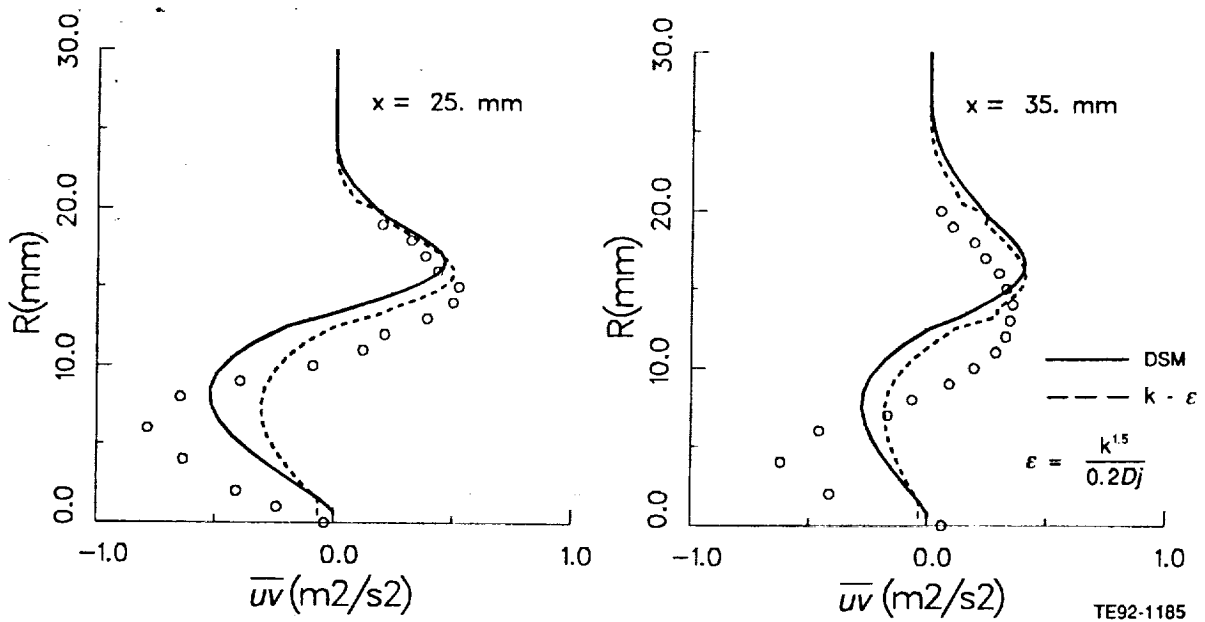 30.0
20.0
10.0
0.0
R(mm)
x = 25. mm
-1.0
0.0
1.0
uv (m2/s2)
30.0
20.0
10.0
0.0
R(mm)
x = 35. mm
DSM
k - ε
ε = k^1.5 / 0.2Dj
-1.0
0.0
1.0
uv (m2/s2)
TE92-1185